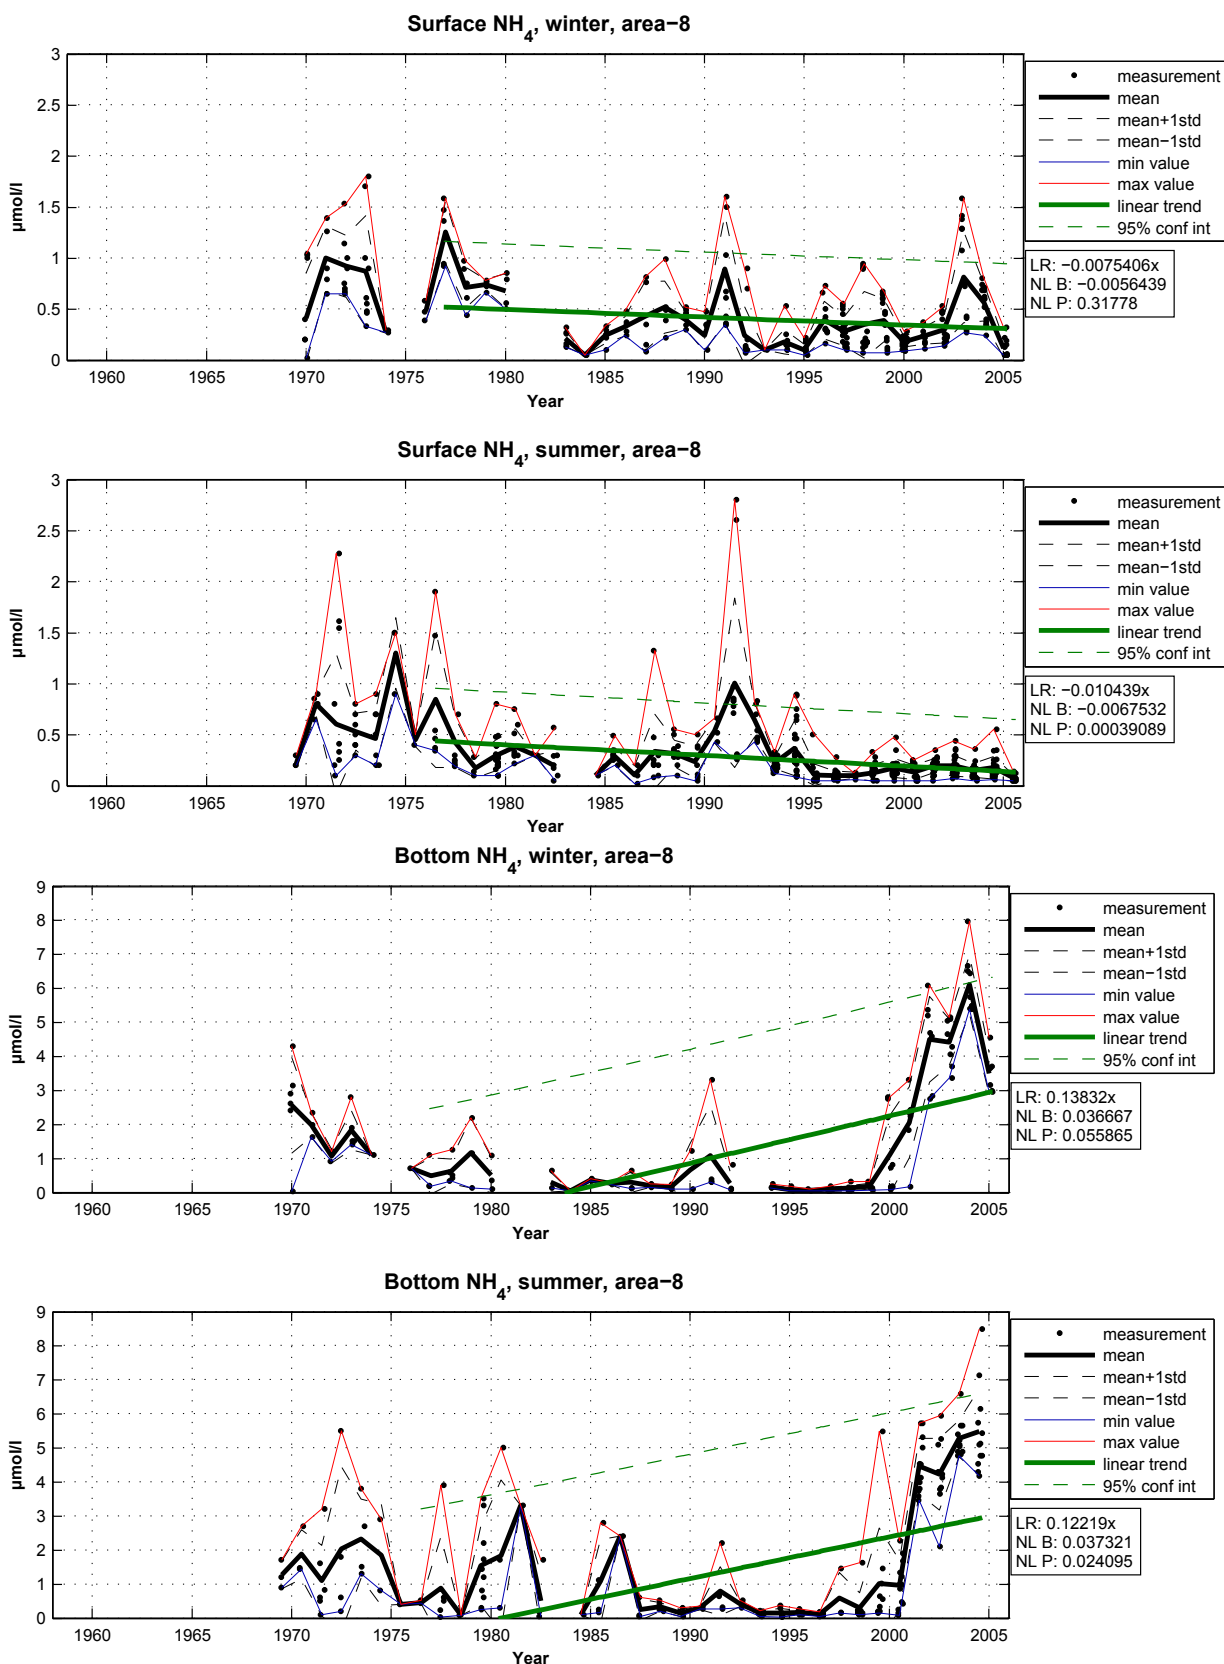 Surface NH4, winter, area−8
3
2.5
2
1.5
1
0.5
0
µmol/l
1960 1965 1970 1975 1980 1985 1990 1995 2000 2005
Year
measurement
mean
mean+1std
mean−1std
min value
max value
linear trend
95% conf int
LR: −0.0075406x
NL B: −0.0056439
NL P: 0.31778
Surface NH4, summer, area−8
3
2.5
2
1.5
1
0.5
0
µmol/l
1960 1965 1970 1975 1980 1985 1990 1995 2000 2005
Year
measurement
mean
mean+1std
mean−1std
min value
max value
linear trend
95% conf int
LR: −0.010439x
NL B: −0.0067532
NL P: 0.00039089
Bottom NH4, winter, area−8
9
8
7
6
5
4
3
2
1
0
µmol/l
1960 1965 1970 1975 1980 1985 1990 1995 2000 2005
Year
measurement
mean
mean+1std
mean−1std
min value
max value
linear trend
95% conf int
LR: 0.13832x
NL B: 0.036667
NL P: 0.055865
Bottom NH4, summer, area−8
9
8
7
6
5
4
3
2
1
0
µmol/l
1960 1965 1970 1975 1980 1985 1990 1995 2000 2005
Year
measurement
mean
mean+1std
mean−1std
min value
max value
linear trend
95% conf int
LR: 0.12219x
NL B: 0.037321
NL P: 0.024095